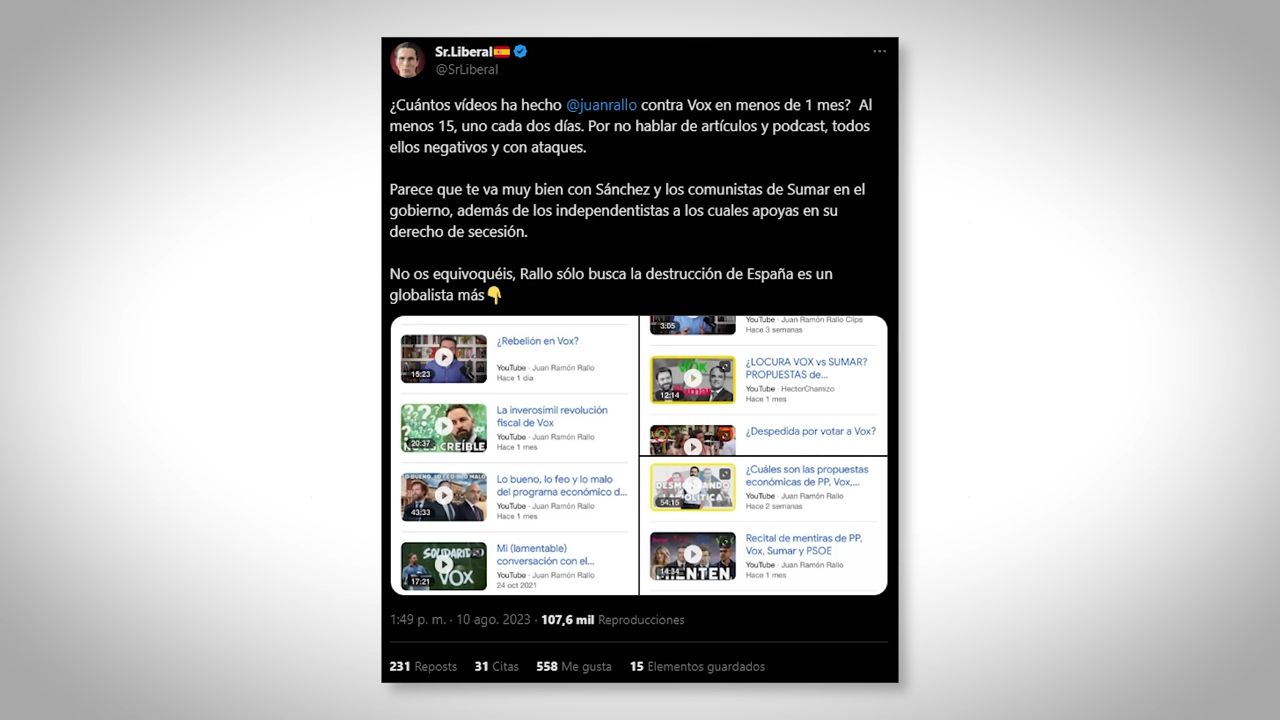 Sr.Liberal🇪🇸
@SrLiberal
¿Cuántos vídeos ha hecho @juanrallo contra Vox en menos de 1 mes? Al
menos 15, uno cada dos días. Por no hablar de artículos y podcast, todos
ellos negativos y con ataques.
Parece que te va muy bien con Sánchez y los comunistas de Sumar en el
gobierno, además de los independentistas a los cuales apoyas en su
derecho de secesión.
No os equivoquéis, Rallo sólo busca la destrucción de España es un
globalista más👇
¿Rebelión en Vox?
15:23
YouTube · Juan Ramón Rallo
Hace 1 día
La inverosimil revolución
fiscal de Vox
20:37
YouTube · Juan Ramón Rallo
Hace 1 mes
Lo bueno, lo feo y lo malo
del programa económico d...
43:33
YouTube · Juan Ramón Rallo
Hace 1 mes
Mi (lamentable)
conversación con el...
SOLIDARID
VOX
17:21
YouTube · Juan Ramón Rallo
24 oct 2021
YouTube · Juan Ramón Rallo Clips
3:05
Hace 3 semanas
¿LOCURA VOX vs SUMAR?
PROPUESTAS de...
12:14
YouTube · HectorChamizo
Hace 1 mes
¿Despedida por votar a Vox?
¿Cuáles son las propuestas
económicas de PP, Vox,...
54:15
YouTube · Juan Ramón Rallo
Hace 2 semanas
Recital de mentiras de PP,
Vox, Sumar y PSOE
MIENTEN
14:34
YouTube · Juan Ramón Rallo
Hace 1 mes
1:49 p. m. · 10 ago. 2023 · 107,6 mil Reproducciones
231 Reposts 31 Citas 558 Me gusta 15 Elementos guardados